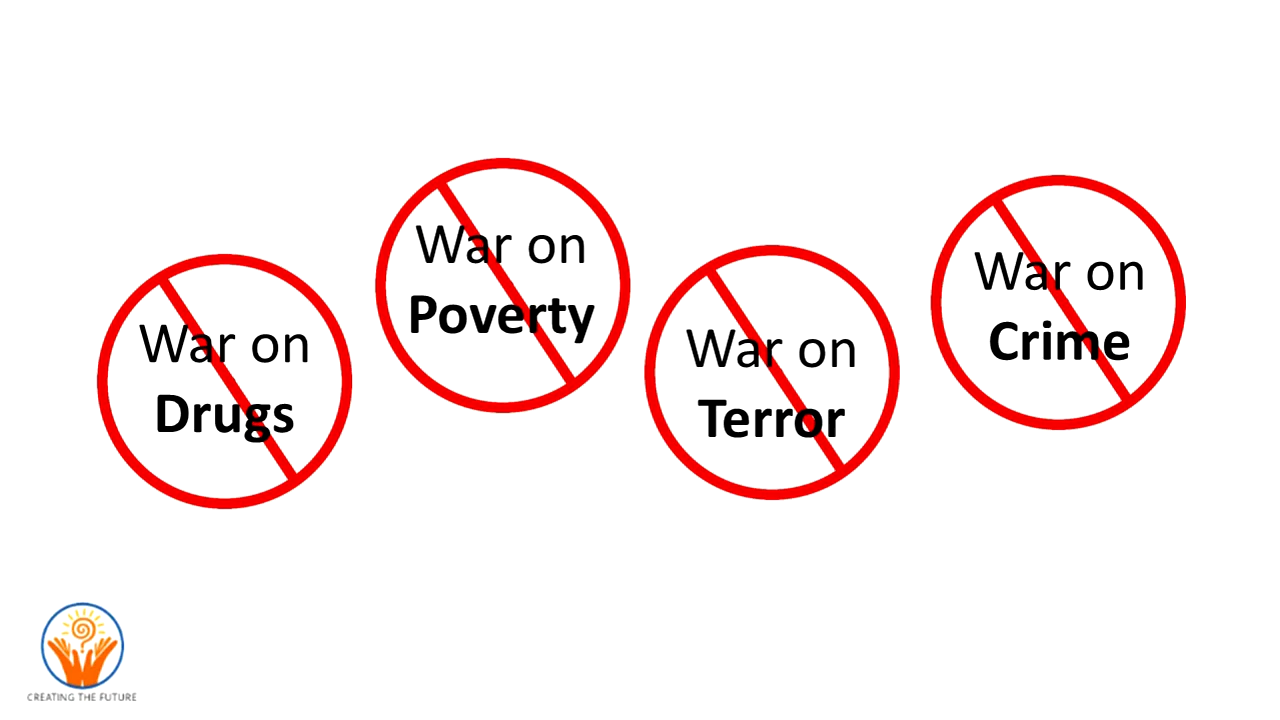 War on
Drugs
War on
Poverty
War on
Terror
War on
Crime
CREATING THE FUTURE